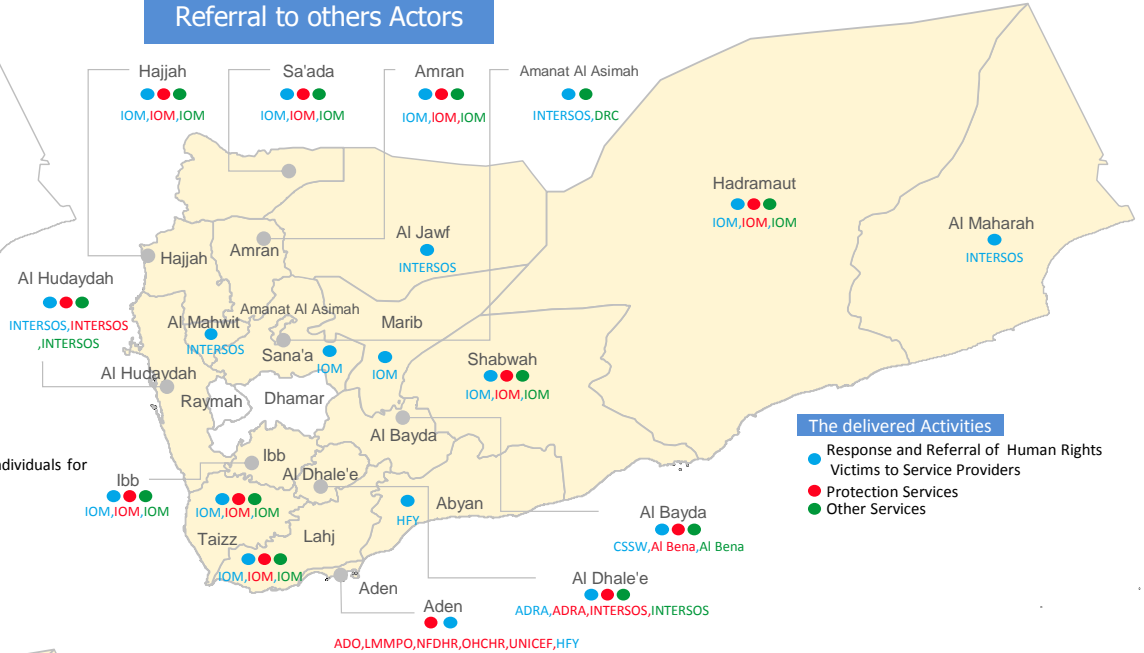 Referral to others Actors
Hajjah
IOM,IOM,IOM
Sa'ada
IOM,IOM,IOM
Amran
IOM,IOM,IOM
Amanat Al Asimah
INTERSOS,DRC
Hadramaut
IOM,IOM,IOM
Al Maharah
INTERSOS
Al Jawf
INTERSOS
Amran
Hajjah
Al Hudaydah
INTERSOS,INTERSOS
,INTERSOS
Amanat Al Asimah
Al Mahwit
INTERSOS
Marib
IOM
Sana'a
IOM
Shabwah
IOM,IOM,IOM
Al Hudaydah
Raymah
Dhamar
Al Bayda
The delivered Activities
Response and Referral of Human Rights
Victims to Service Providers
Protection Services
Other Services
ndividuals for
Ibb
IOM,IOM,IOM
Ibb
Al Dhale'e
IOM,IOM,IOM
Taizz
Lahj
IOM,IOM,IOM
Abyan
HFY
Al Bayda
CSSW,Al Bena,Al Bena
Al Dhale'e
ADRA,ADRA,INTERSOS,INTERSOS
Aden
Aden
ADO,LMMPO,NFDHR,OHCHR,UNICEF,HFY